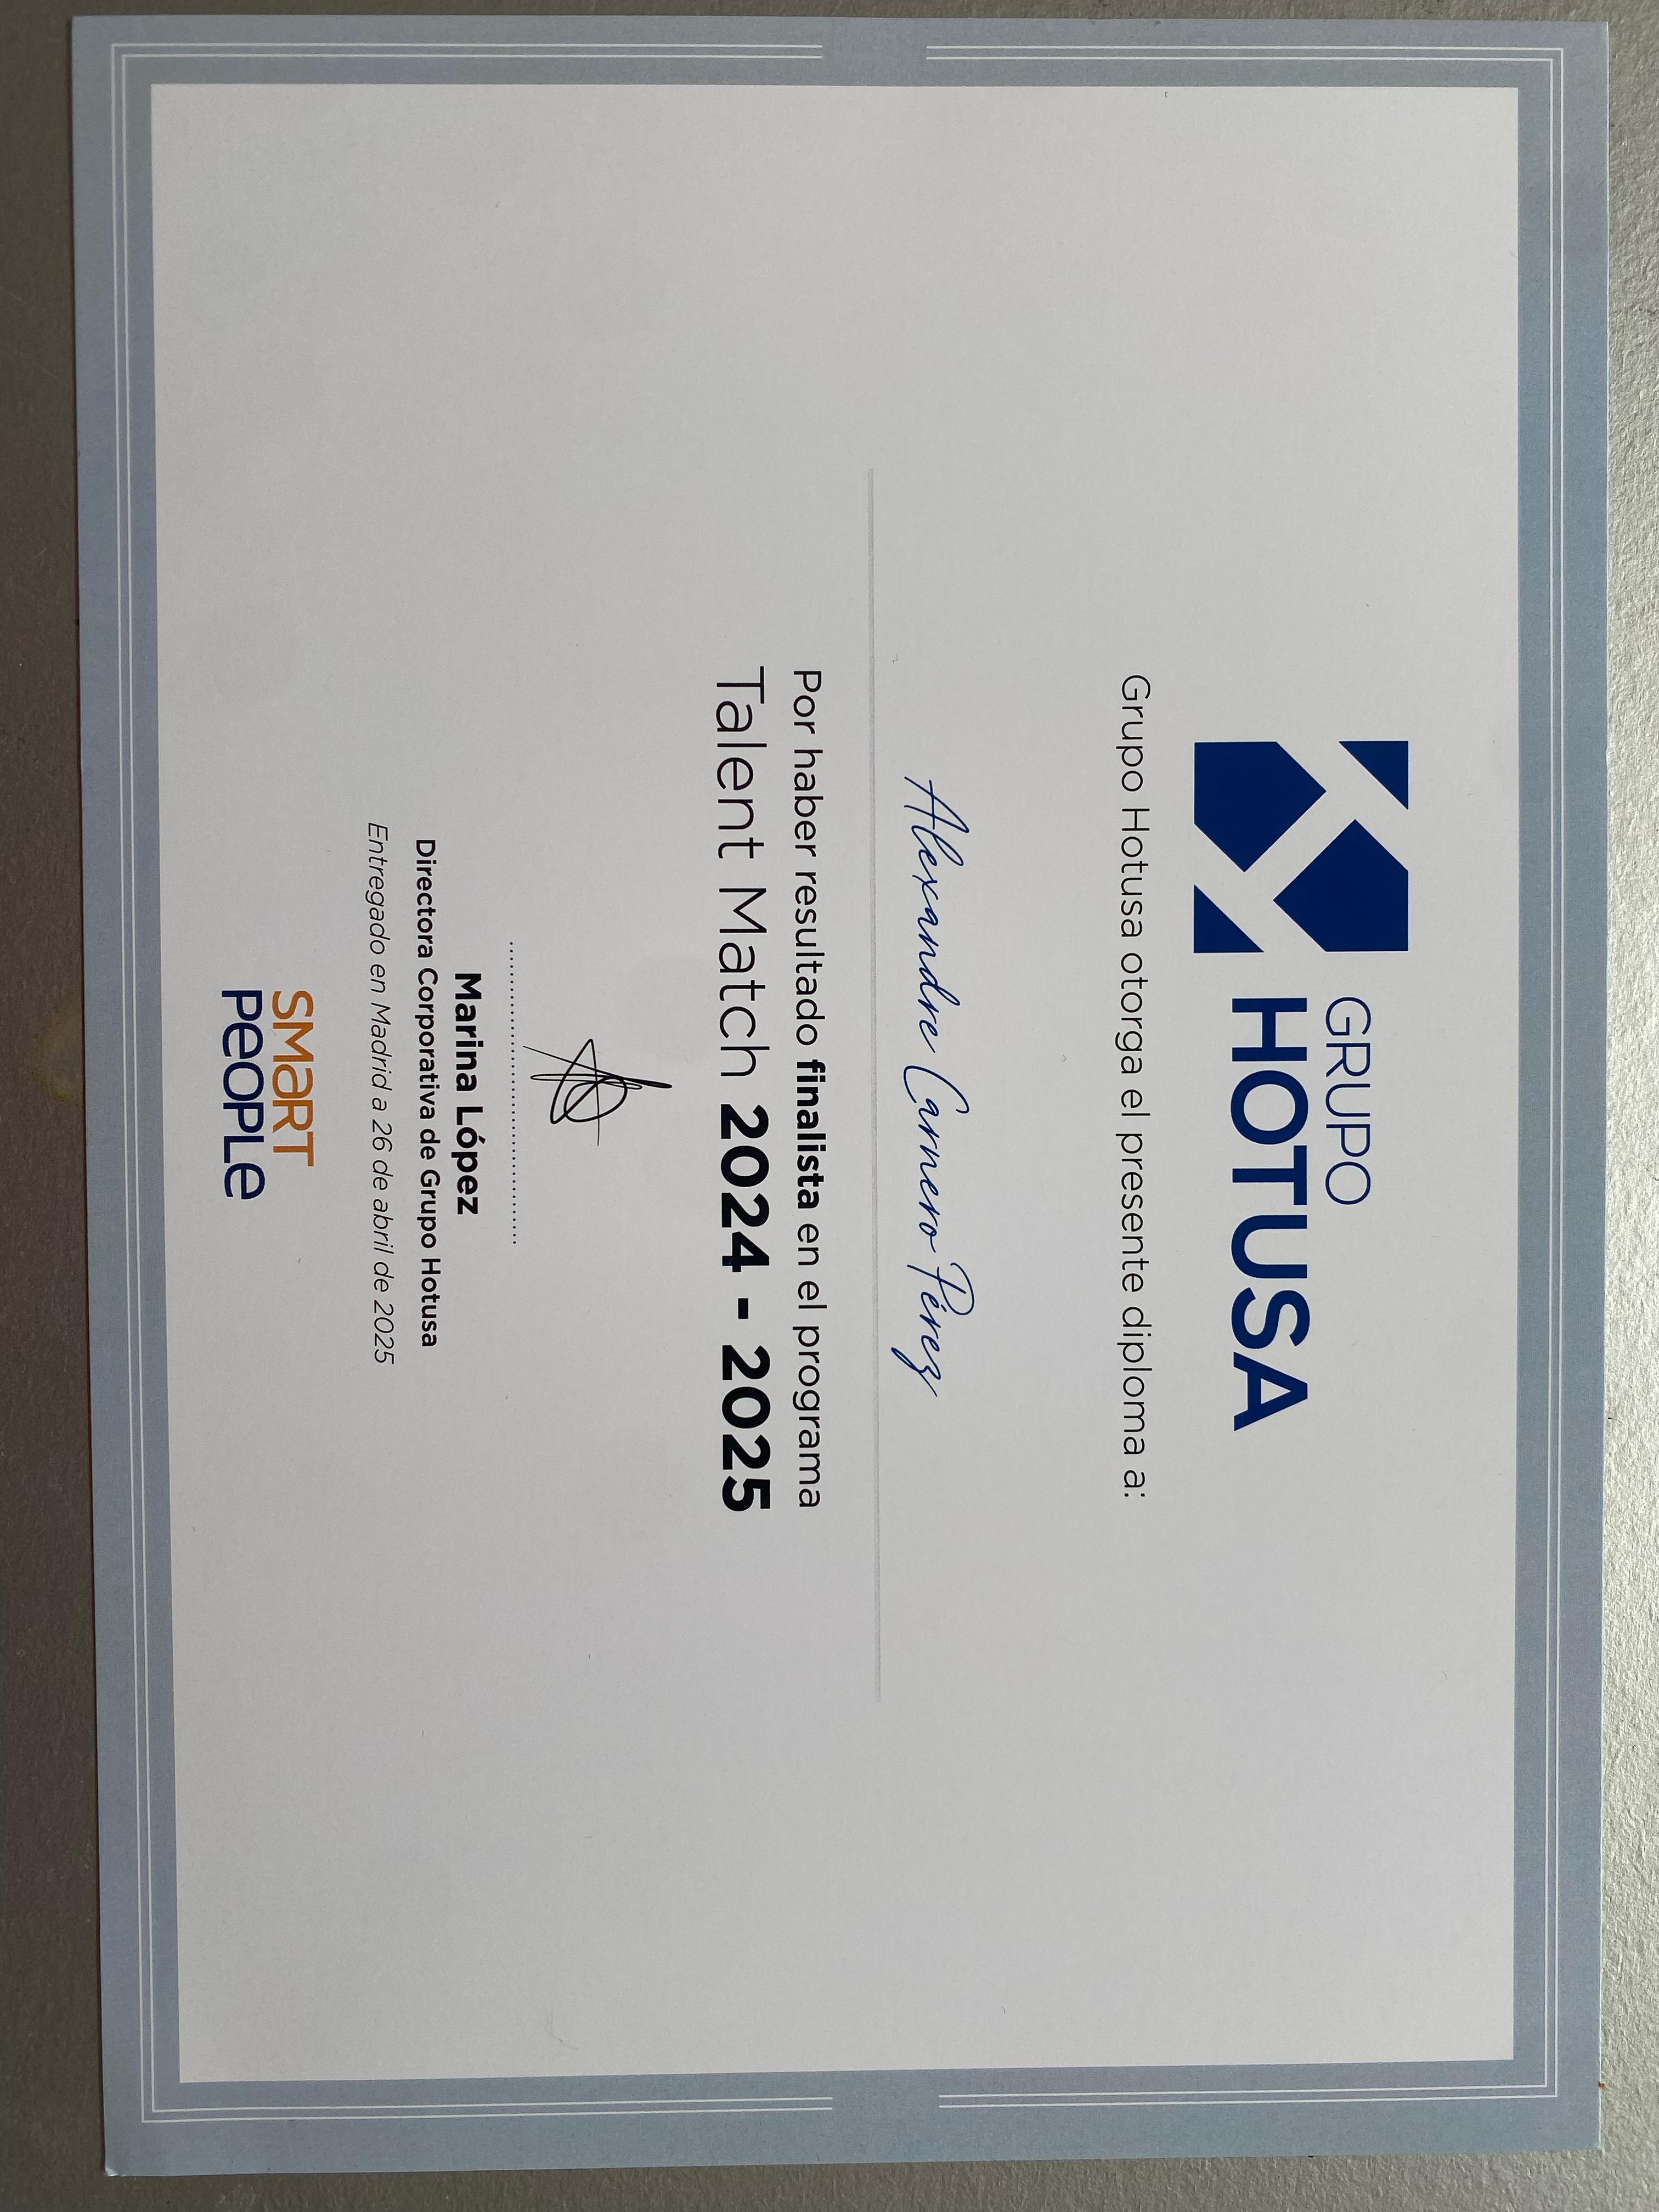 GRUPO
HOTUSA
Grupo Hotusa otorga el presente diploma a:
Alexandre Carnero Pérez
Por haber resultado finalista en el programa
Talent Match 2024 - 2025
Marina López
Directora Corporativa de Grupo Hotusa
Entregado en Madrid a 26 de abril de 2025
SMaRT
PeOPLe